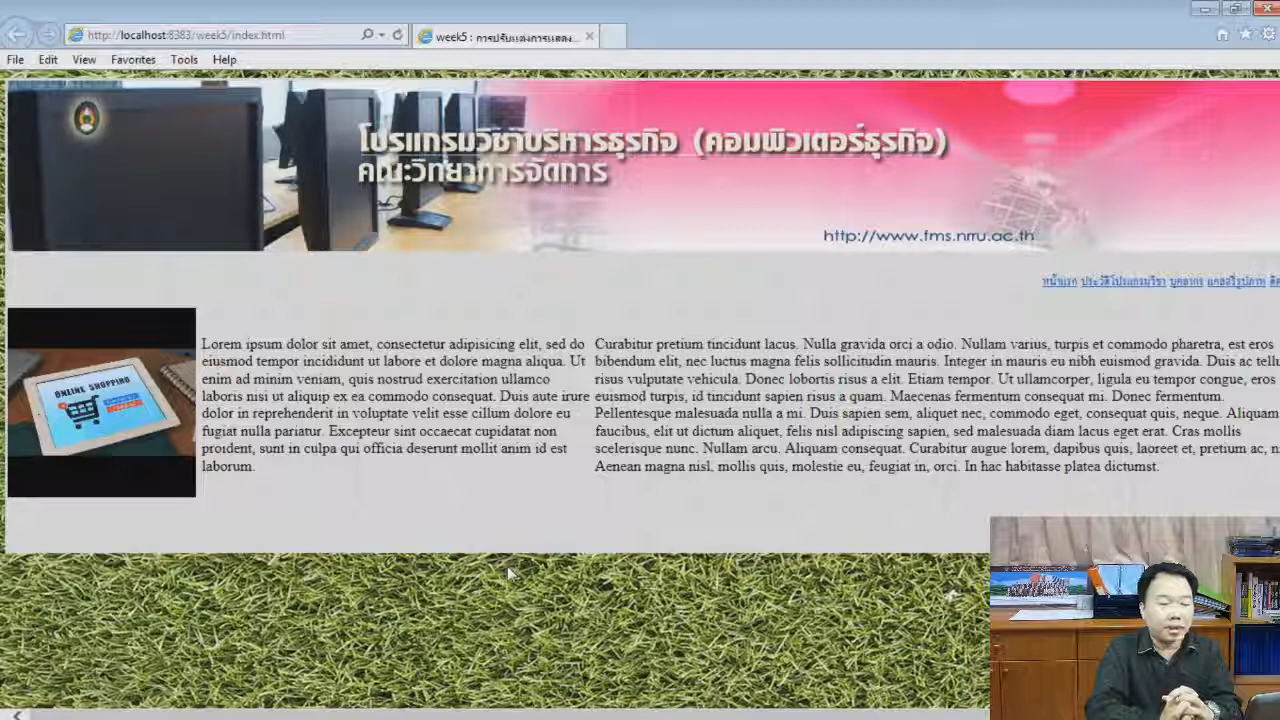 http://localhost:8383/week5/index.html
week5 : การปรับแต่งการแสดง...
File Edit View Favorites Tools Help
โปรแกรมวิชาบริหารธุรกิจ (คอมพิวเตอร์ธุรกิจ)
คณะวิทยาการจัดการ
http://www.fms.nrru.ac.th
หน้าแรก ประวัติโปรแกรมวิชา บุคลากร แกลอรี่รูปภาพ
ONLINE SHOPPING
Lorem ipsum dolor sit amet, consectetur adipisicing elit, sed do
eiusmod tempor incididunt ut labore et dolore magna aliqua. Ut
enim ad minim veniam, quis nostrud exercitation ullamco
laboris nisi ut aliquip ex ea commodo consequat. Duis aute irure
dolor in reprehenderit in voluptate velit esse cillum dolore eu
fugiat nulla pariatur. Excepteur sint occaecat cupidatat non
proident, sunt in culpa qui officia deserunt mollit anim id est
laborum.
Curabitur pretium tincidunt lacus. Nulla gravida orci a odio. Nullam varius, turpis et commodo pharetra, est eros
bibendum elit, nec luctus magna felis sollicitudin mauris. Integer in mauris eu nibh euismod gravida. Duis ac tellu
risus vulputate vehicula. Donec lobortis risus a elit. Etiam tempor. Ut ullamcorper, ligula eu tempor congue, eros
euismod turpis, id tincidunt sapien risus a quam. Maecenas fermentum consequat mi. Donec fermentum.
Pellentesque malesuada nulla a mi. Duis sapien sem, aliquet nec, commodo eget, consequat quis, neque. Aliquam
faucibus, elit ut dictum aliquet, felis nisl adipiscing sapien, sed malesuada diam lacus eget erat. Cras mollis
scelerisque nunc. Nullam arcu. Aliquam consequat. Curabitur augue lorem, dapibus quis, laoreet et, pretium ac, n
Aenean magna nisl, mollis quis, molestie eu, feugiat in, orci. In hac habitasse platea dictumst.